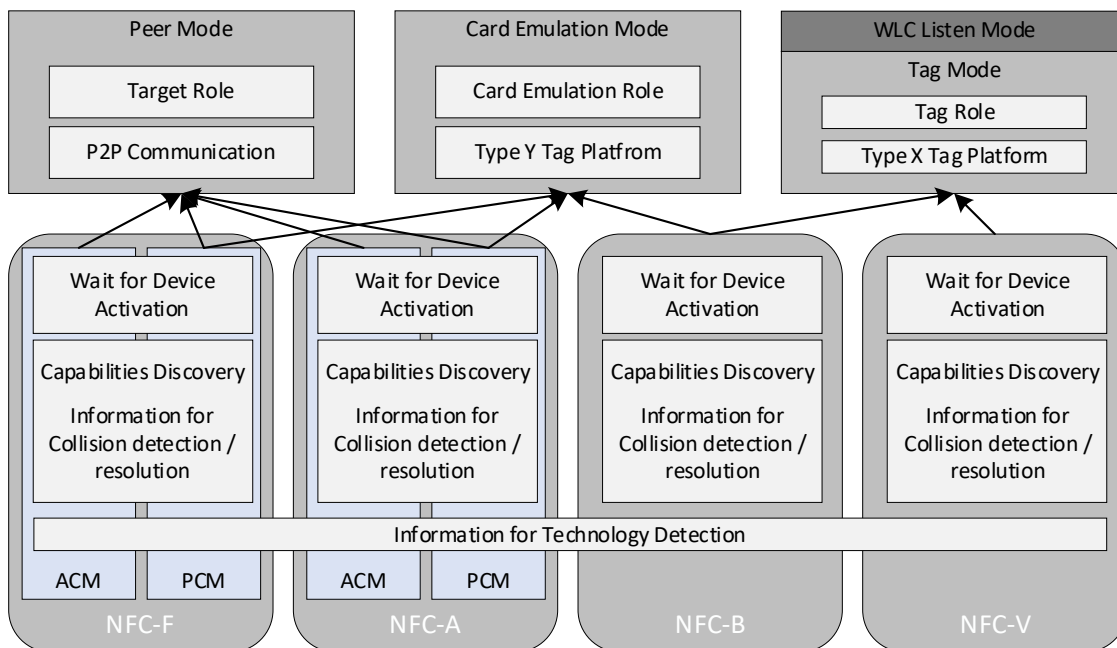 Peer Mode
Target Role
P2P Communication
Card Emulation Mode
Card Emulation Role
Type Y Tag Platfrom
WLC Listen Mode
Tag Mode
Tag Role
Type X Tag Platform
Wait for Device
Activation
Capabilities Discovery
Information for
Collision detection /
resolution
ACM
PCM
NFC-F
Wait for Device
Activation
Capabilities Discovery
Information for
Collision detection /
resolution
ACM
PCM
NFC-A
Wait for Device
Activation
Capabilities Discovery
Information for
Collision detection /
resolution
NFC-B
Wait for Device
Activation
Capabilities Discovery
Information for
Collision detection /
resolution
NFC-V
Information for Technology Detection